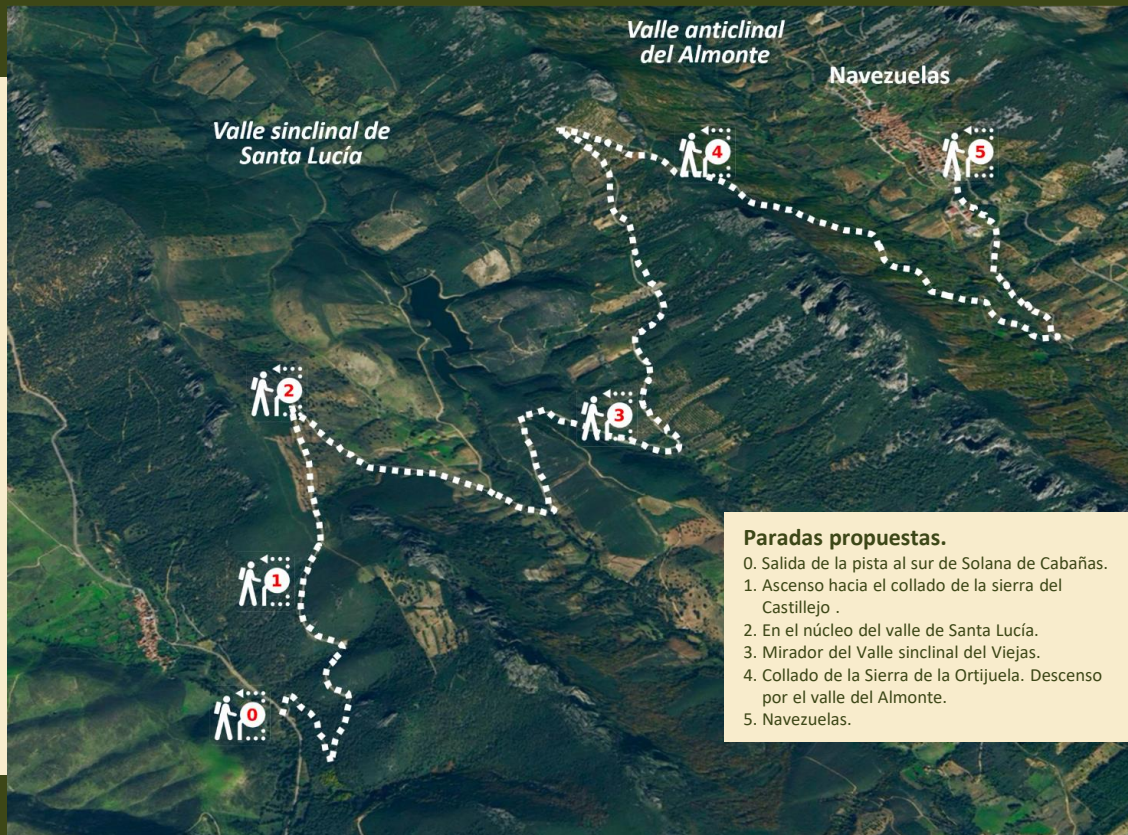 Valle anticlinal
del Almonte
Navezuelas
Valle sinclinal de
Santa Lucía
4
5
2
3
1
0
Paradas propuestas.
0. Salida de la pista al sur de Solana de Cabañas.
1. Ascenso hacia el collado de la sierra del
Castillejo .
2. En el núcleo del valle de Santa Lucía.
3. Mirador del Valle sinclinal del Viejas.
4. Collado de la Sierra de la Ortijuela. Descenso
por el valle del Almonte.
5. Navezuelas.